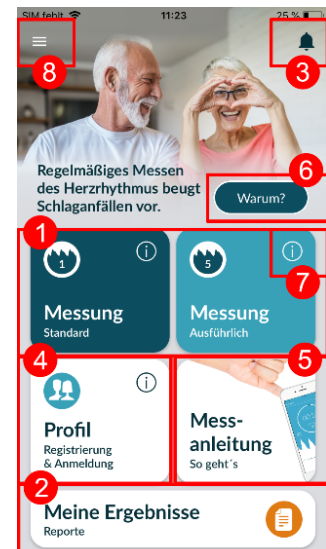 SIM fehlt 11:23 25 %
8
3
Regelmäßiges Messen
des Herzrhythmus beugt
Schlaganfällen vor.
6
Warum?
1
1
5
7
Messung
Standard
Messung
Ausführlich
4
5
Profil
Registrierung
& Anmeldung
Mess-
anleitung
So geht´s
2
Meine Ergebnisse
Reporte